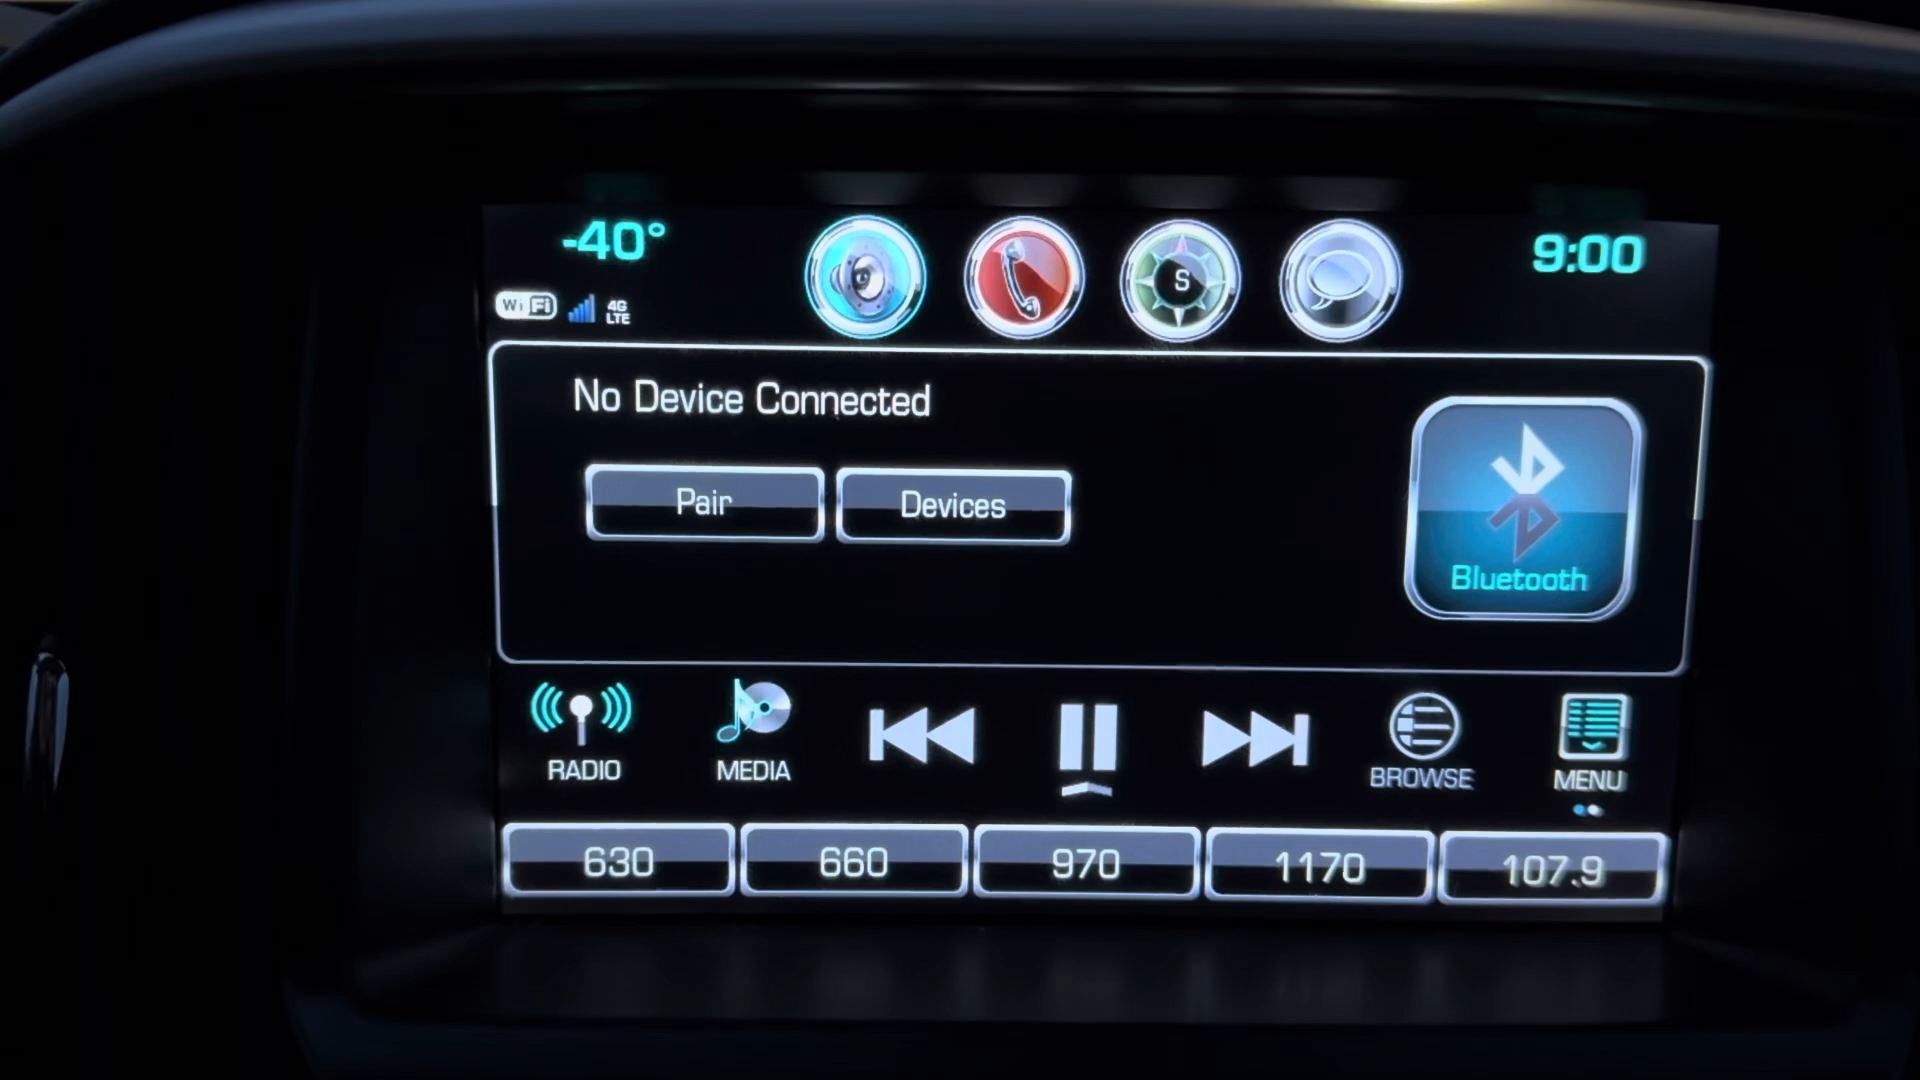 -40°
9:00
WiFi
4G
LTE
S
No Device Connected
Pair
Devices
Bluetooth
RADIO
MEDIA
BROWSE
MENU
630
660
970
1170
107.9